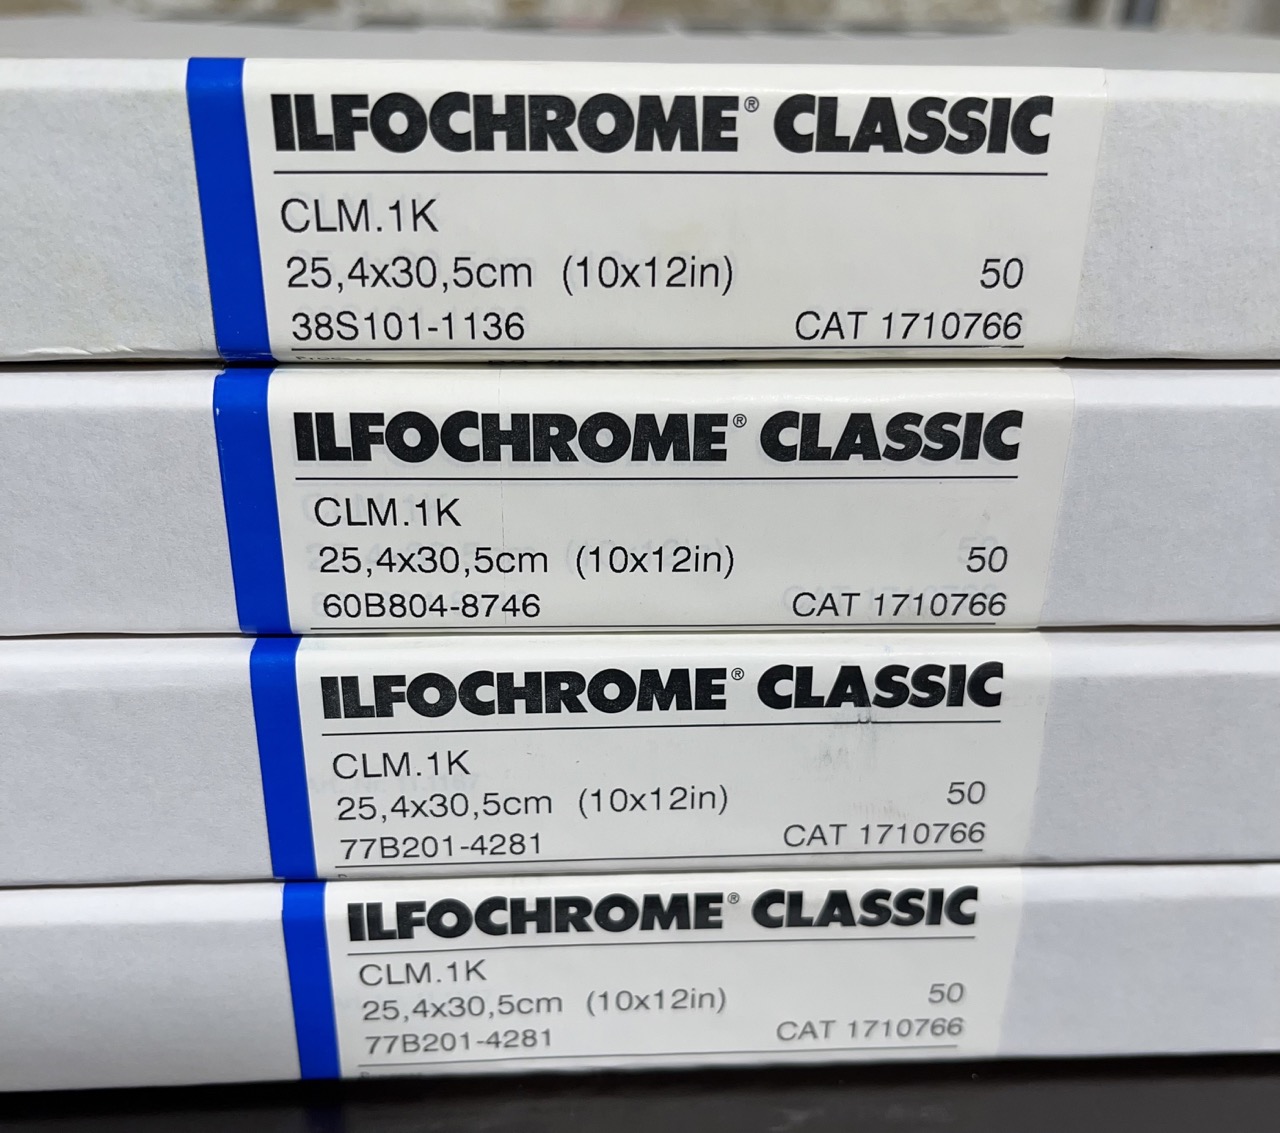 ILFOCHROME® CLASSIC
CLM.1K
25,4x30,5cm (10x12in) 50
38S101-1136 CAT 1710766
ILFOCHROME® CLASSIC
CLM.1K
25,4x30,5cm (10x12in) 50
60B804-8746 CAT 1710766
ILFOCHROME® CLASSIC
CLM.1K
25,4x30,5cm (10x12in) 50
77B201-4281 CAT 1710766
ILFOCHROME® CLASSIC
CLM.1K
25,4x30,5cm (10x12in) 50
77B201-4281 CAT 1710766